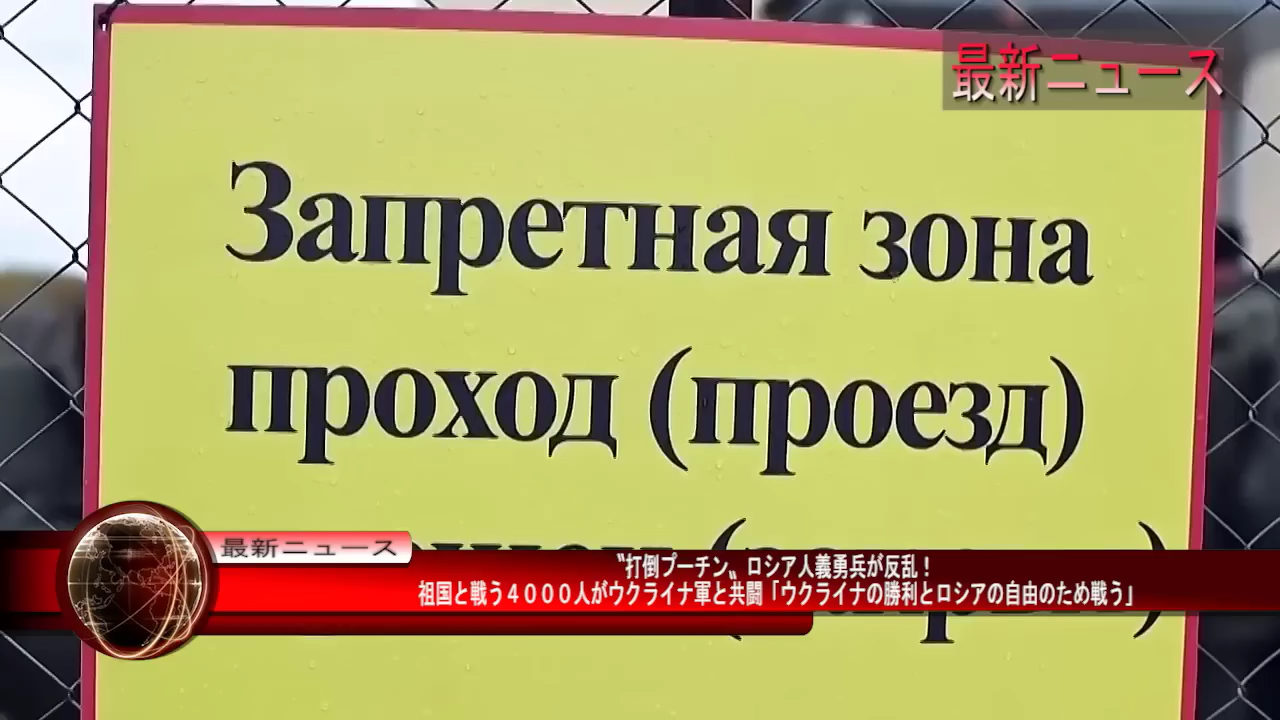 最新ニュース
Запретная зона
проход (проезд)
最新ニュース
〝打倒プーチン〟ロシア人義勇兵が反乱！
祖国と戦う４０００人がウクライナ軍と共闘「ウクライナの勝利とロシアの自由のため戦う」